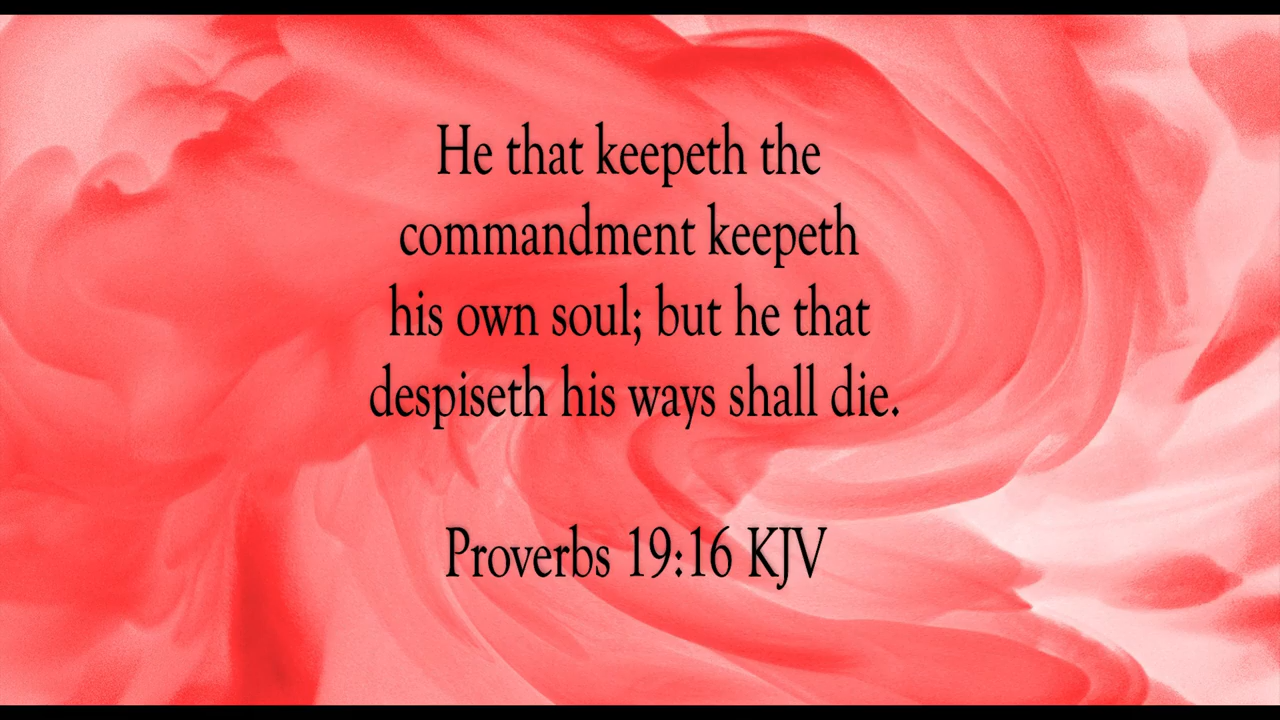 He that keepeth the
commandment keepeth
his own soul; but he that
despiseth his ways shall die.
Proverbs 19:16 KJV